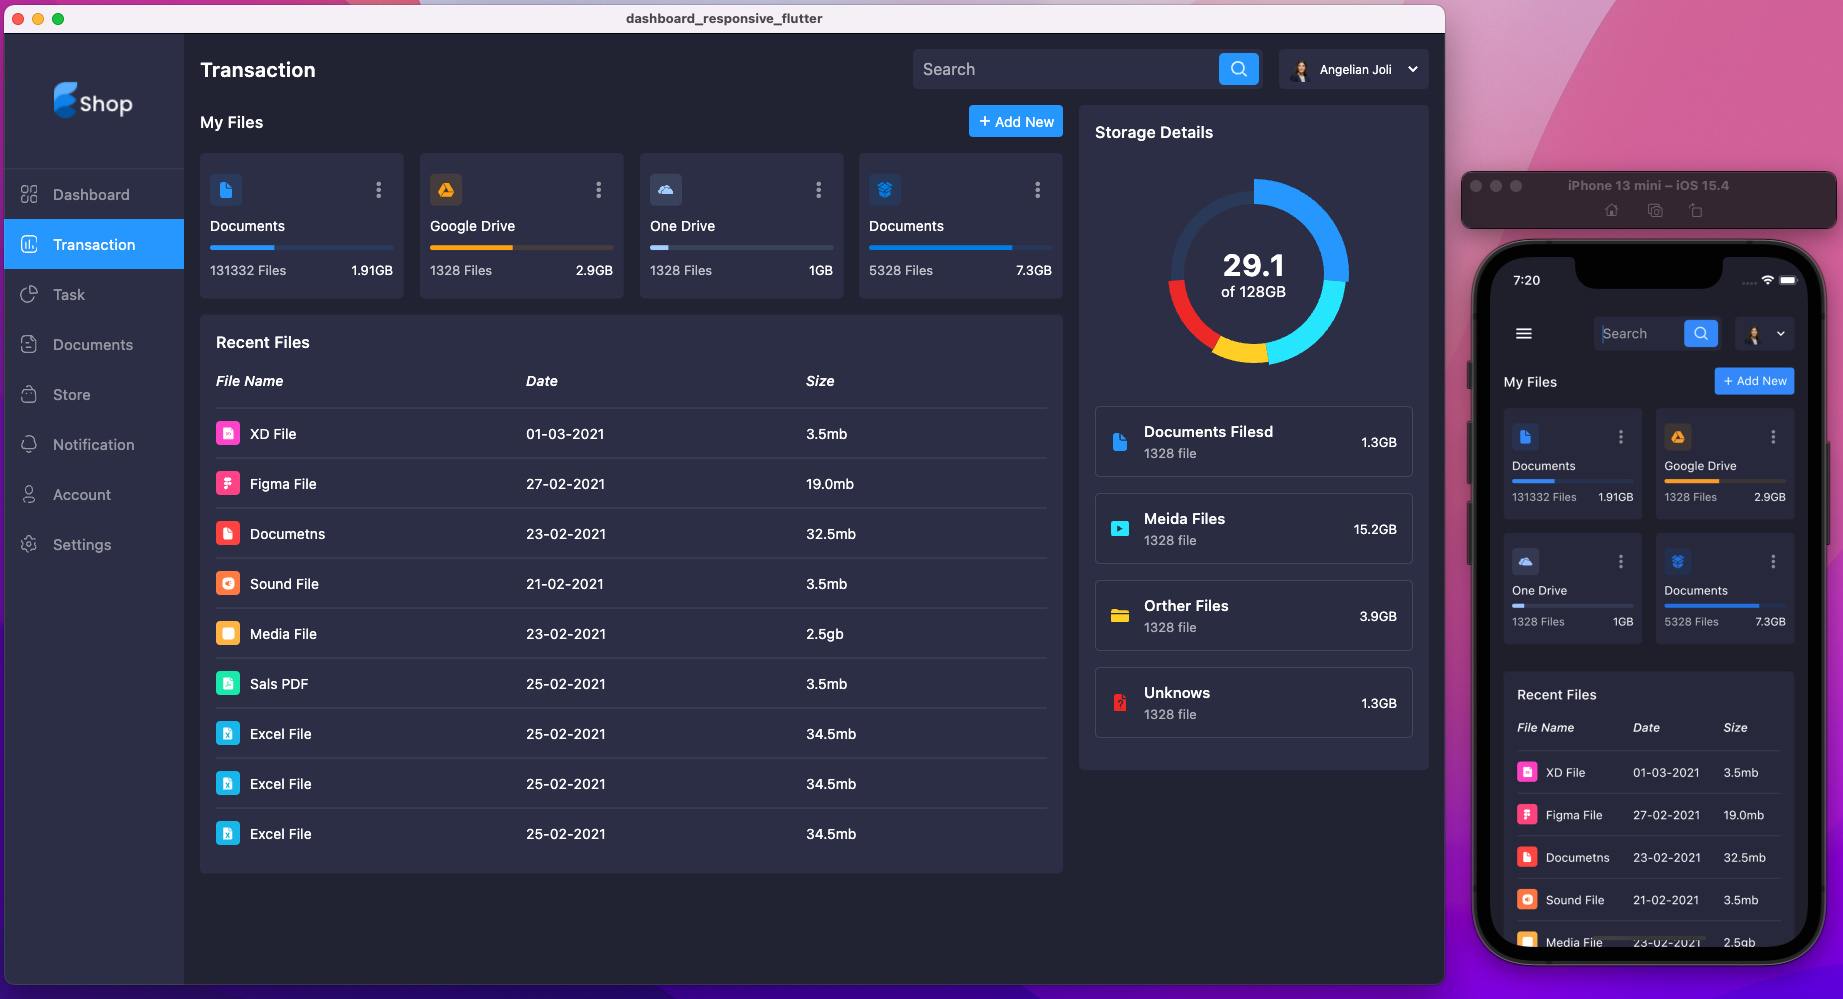 dashboard_responsive_flutter
Shop
Dashboard
Transaction
Task
Documents
Store
Notification
Account
Settings
Transaction
Search
Angelian Joli
My Files
+ Add New
Documents
131332 Files 1.91GB
Google Drive
1328 Files 2.9GB
One Drive
1328 Files 1GB
Documents
5328 Files 7.3GB
Recent Files
File Name Date Size
XD File 01-03-2021 3.5mb
Figma File 27-02-2021 19.0mb
Documetns 23-02-2021 32.5mb
Sound File 21-02-2021 3.5mb
Media File 23-02-2021 2.5gb
Sals PDF 25-02-2021 3.5mb
Excel File 25-02-2021 34.5mb
Excel File 25-02-2021 34.5mb
Excel File 25-02-2021 34.5mb
Storage Details
29.1
of 128GB
Documents Filesd
1328 file
1.3GB
Meida Files
1328 file
15.2GB
Orther Files
1328 file
3.9GB
Unknows
1328 file
1.3GB
iPhone 13 mini – iOS 15.4
7:20
Search
My Files
+ Add New
Documents
131332 Files 1.91GB
Google Drive
1328 Files 2.9GB
One Drive
1328 Files 1GB
Documents
5328 Files 7.3GB
Recent Files
File Name Date Size
XD File 01-03-2021 3.5mb
Figma File 27-02-2021 19.0mb
Documetns 23-02-2021 32.5mb
Sound File 21-02-2021 3.5mb
Media File 23-02-2021 2.5gb